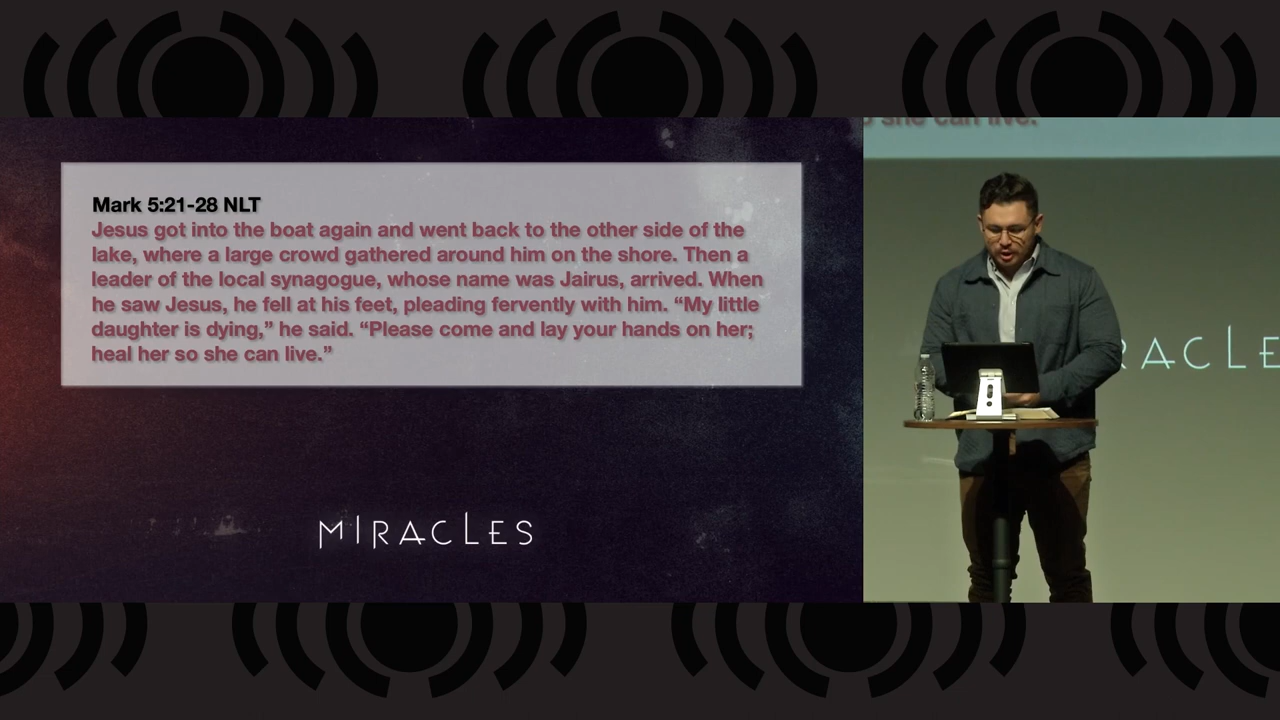 Mark 5:21-28 NLT
Jesus got into the boat again and went back to the other side of the
lake, where a large crowd gathered around him on the shore. Then a
leader of the local synagogue, whose name was Jairus, arrived. When
he saw Jesus, he fell at his feet, pleading fervently with him. “My little
daughter is dying,” he said. “Please come and lay your hands on her;
heal her so she can live.”
MIRACLES
she can live.”
RACLE